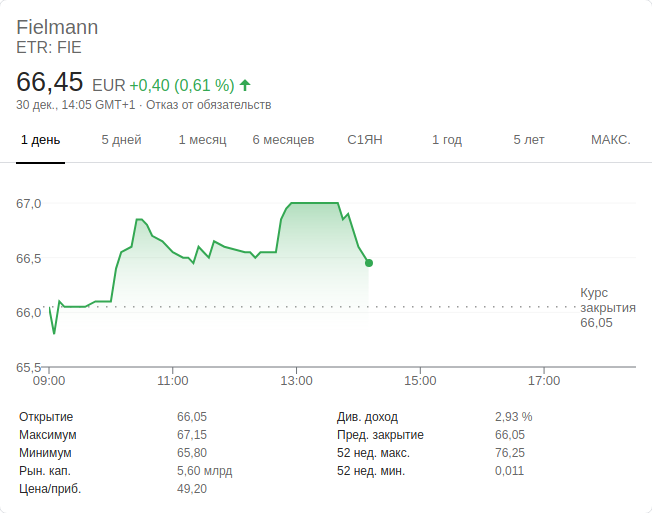 Fielmann
ETR: FIE
66,45 EUR +0,40 (0,61 %)
30 дек., 14:05 GMT+1 · Отказ от обязательств
1 день 5 дней 1 месяц 6 месяцев С1ЯН 1 год 5 лет МАКС.
67,0
66,5
66,0
65,5
Курс
закрытия
66,05
09:00 11:00 13:00 15:00 17:00
Открытие 66,05 Див. доход 2,93 %
Максимум 67,15 Пред. закрытие 66,05
Минимум 65,80 52 нед. макс. 76,25
Рын. кап. 5,60 млрд 52 нед. мин. 0,011
Цена/приб. 49,20